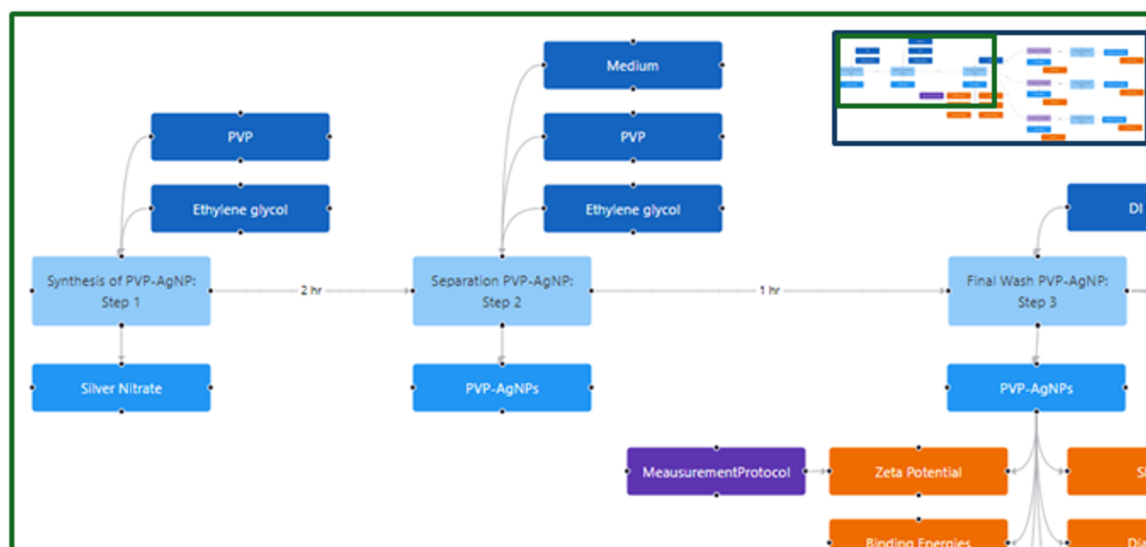 Medium
PVP
PVP
Ethylene glycol
Ethylene glycol
DI
Synthesis of PVP-AgNP:
Step 1
2 hr
Separation PVP-AgNP:
Step 2
1 hr
Final Wash PVP-AgNP:
Step 3
Silver Nitrate
PVP-AgNPs
PVP-AgNPs
MeausurementProtocol
Zeta Potential
Binding Energies